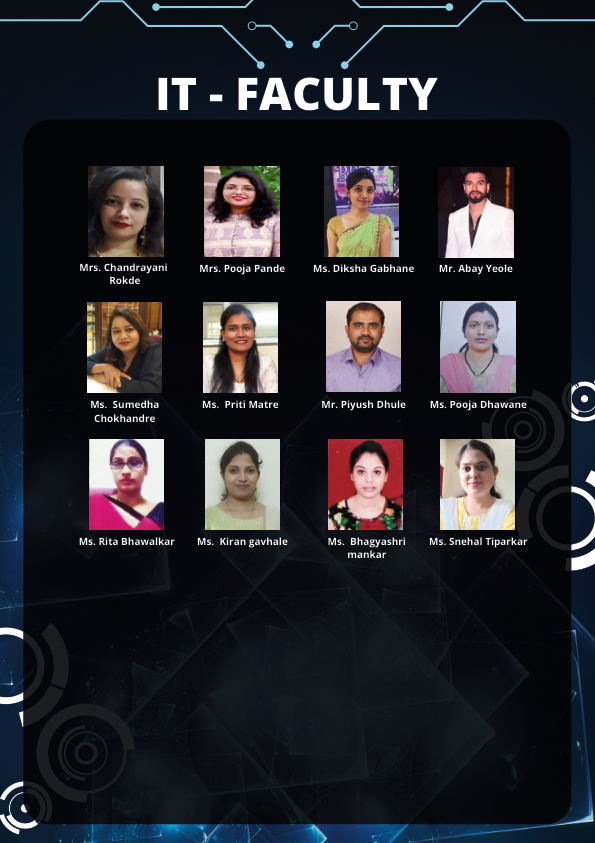 IT - FACULTY
Mrs. Chandrayani
Rokde
Mrs. Pooja Pande
Ms. Diksha Gabhane
Mr. Abay Yeole
Ms. Sumedha
Chokhandre
Ms. Priti Matre
Mr. Piyush Dhule
Ms. Pooja Dhawane
Ms. Rita Bhawalkar
Ms. Kiran gavhale
Ms. Bhagyashri
mankar
Ms. Snehal Tiparkar